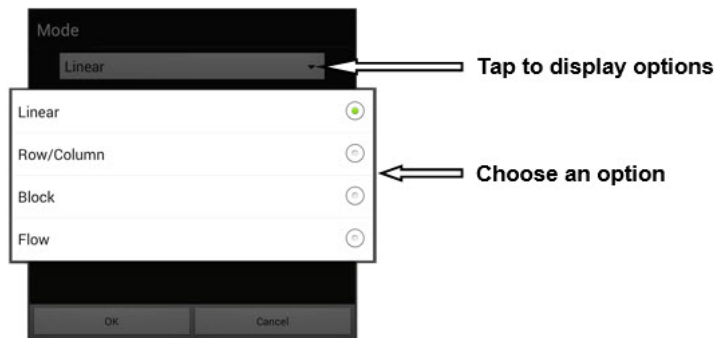 Mode
Linear
Tap to display options
Linear
Row/Column
Choose an option
Block
Flow
OK
Cancel